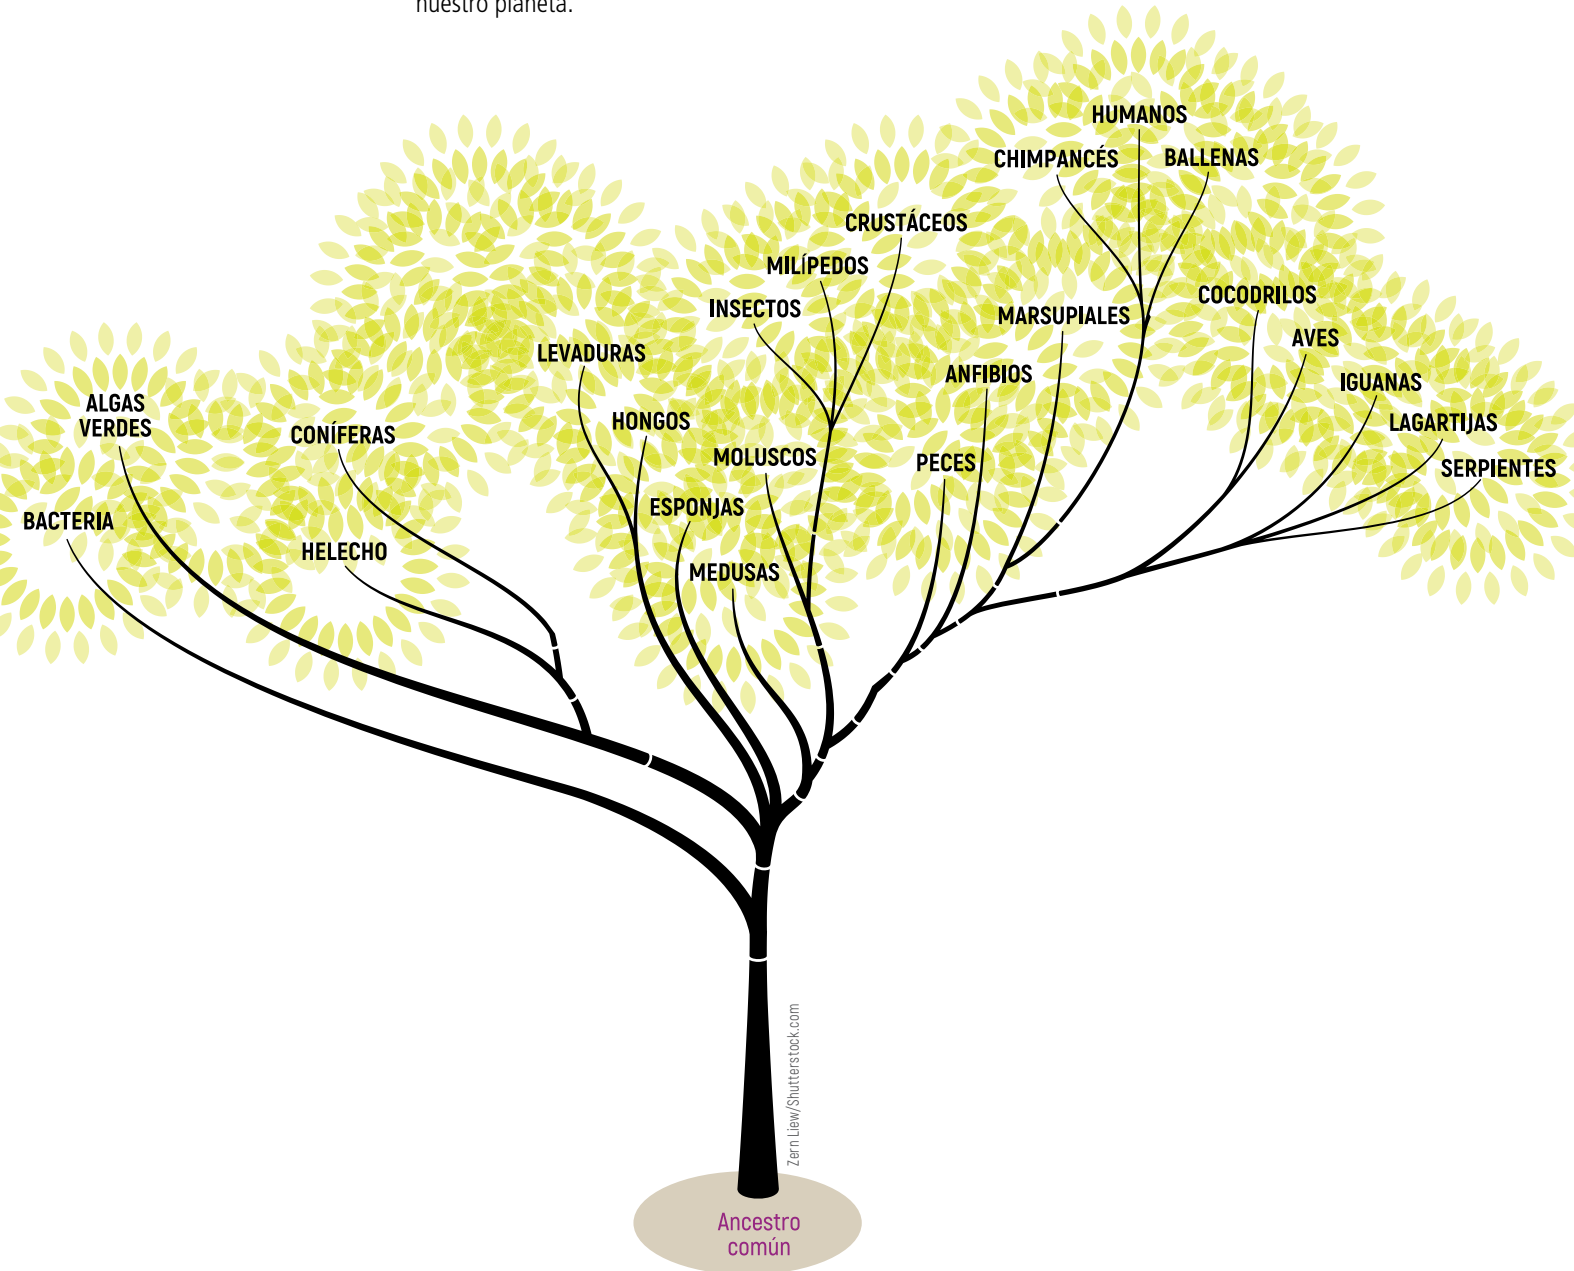 nuestro planeta.
HUMANOS
CHIMPANCÉS
BALLENAS
CRUSTÁCEOS
MILÍPEDOS
INSECTOS
MARSUPIALES
COCODRILOS
AVES
LEVADURAS
ANFIBIOS
IGUANAS
ALGAS
VERDES
HONGOS
LAGARTIJAS
CONÍFERAS
MOLUSCOS
PECES
SERPIENTES
ESPONJAS
BACTERIA
HELECHO
MEDUSAS
Zern Liew/Shutterstock.com
Ancestro
común